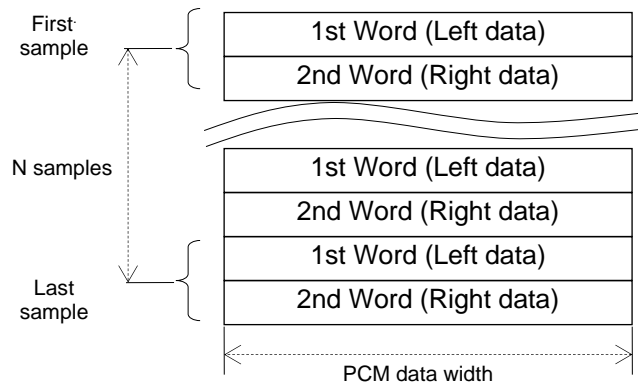 First
sample
1st Word (Left data)
2nd Word (Right data)
N samples
1st Word (Left data)
2nd Word (Right data)
1st Word (Left data)
2nd Word (Right data)
Last
sample
PCM data width